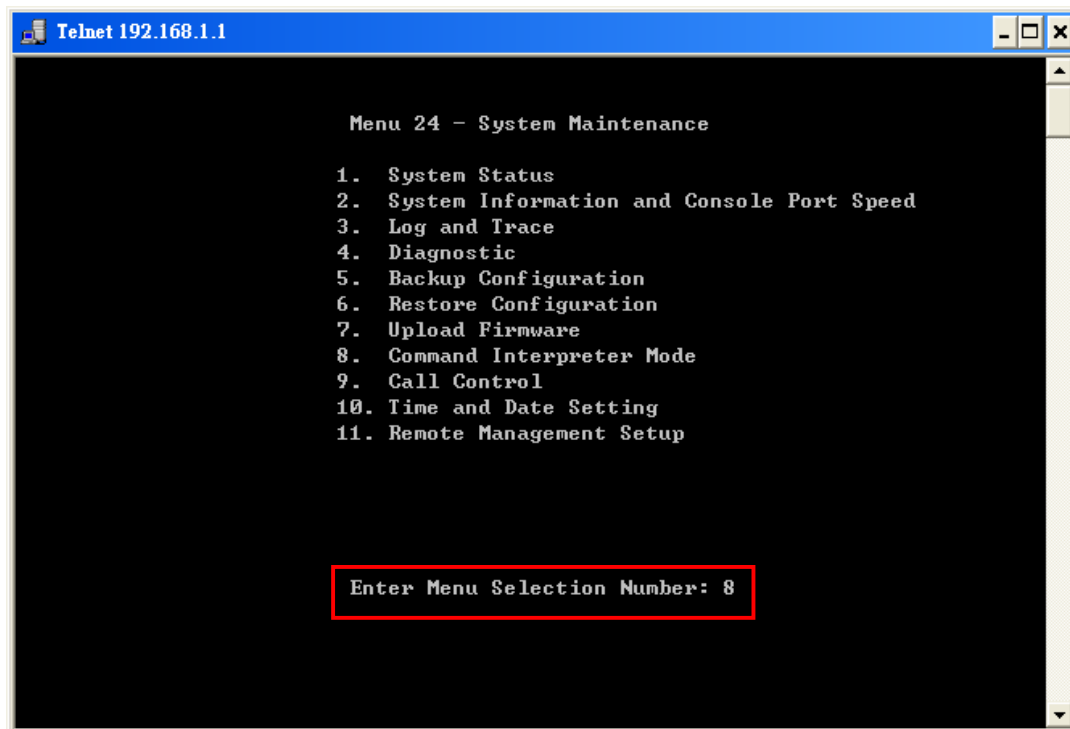 Telnet 192.168.1.1
Menu 24 - System Maintenance
1. System Status
2. System Information and Console Port Speed
3. Log and Trace
4. Diagnostic
5. Backup Configuration
6. Restore Configuration
7. Upload Firmware
8. Command Interpreter Mode
9. Call Control
10. Time and Date Setting
11. Remote Management Setup
Enter Menu Selection Number: 8